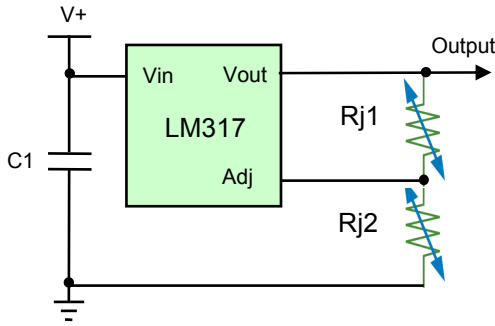 V+
Output
Vin
Vout
Rj1
LM317
C1
Adj
Rj2